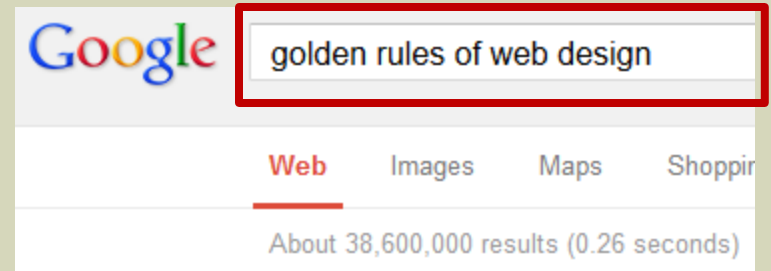 Google golden rules of web design
Web Images Maps
About 38,600,000 results (0.26 seconds)